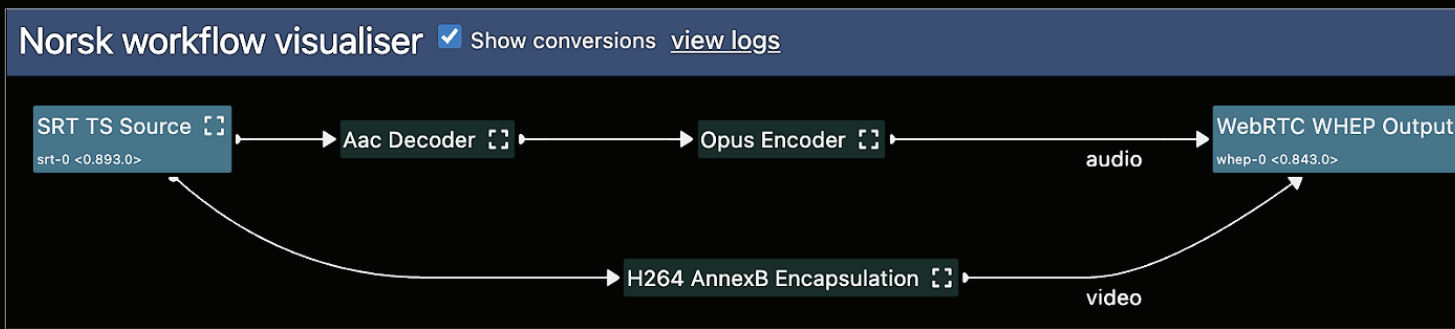 Norsk workflow visualiser Show conversions view logs
SRT TS Source
srt-0 <0.893.0>
Aac Decoder
Opus Encoder
audio
WebRTC WHEP Output
whep-0 <0.843.0>
H264 AnnexB Encapsulation
video